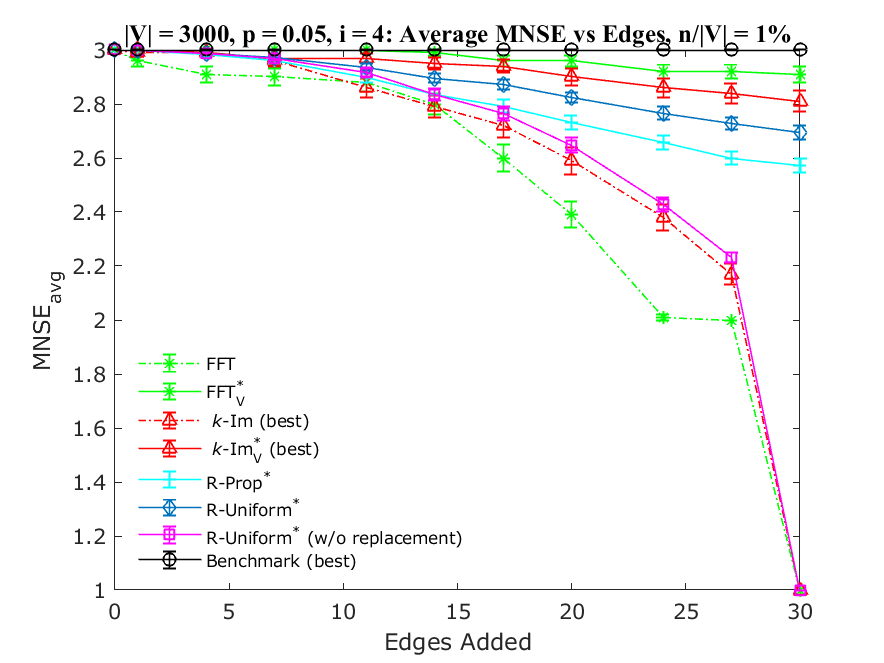 |V| = 3000, p = 0.05, i = 4: Average MNSE vs Edges, n/|V| = 1%
3
2.8
2.6
2.4
2.2
2
1.8
1.6
1.4
1.2
1
MNSE_avg
FFT
FFT*_V
k-Im (best)
k-Im*_V (best)
R-Prop*
R-Uniform*
R-Uniform* (w/o replacement)
Benchmark (best)
0 5 10 15 20 25 30
Edges Added